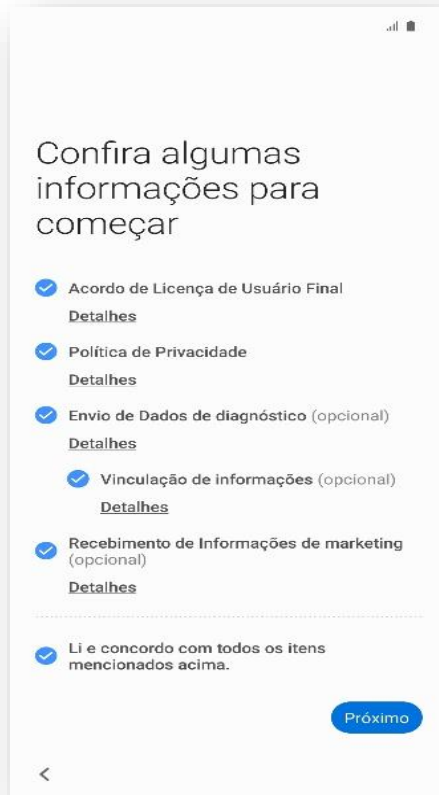 Confira algumas
informações para
começar
Acordo de Licença de Usuário Final
Detalhes
Política de Privacidade
Detalhes
Envio de Dados de diagnóstico (opcional)
Detalhes
Vinculação de informações (opcional)
Detalhes
Recebimento de Informações de marketing
(opcional)
Detalhes
Li e concordo com todos os itens
mencionados acima.
Próximo